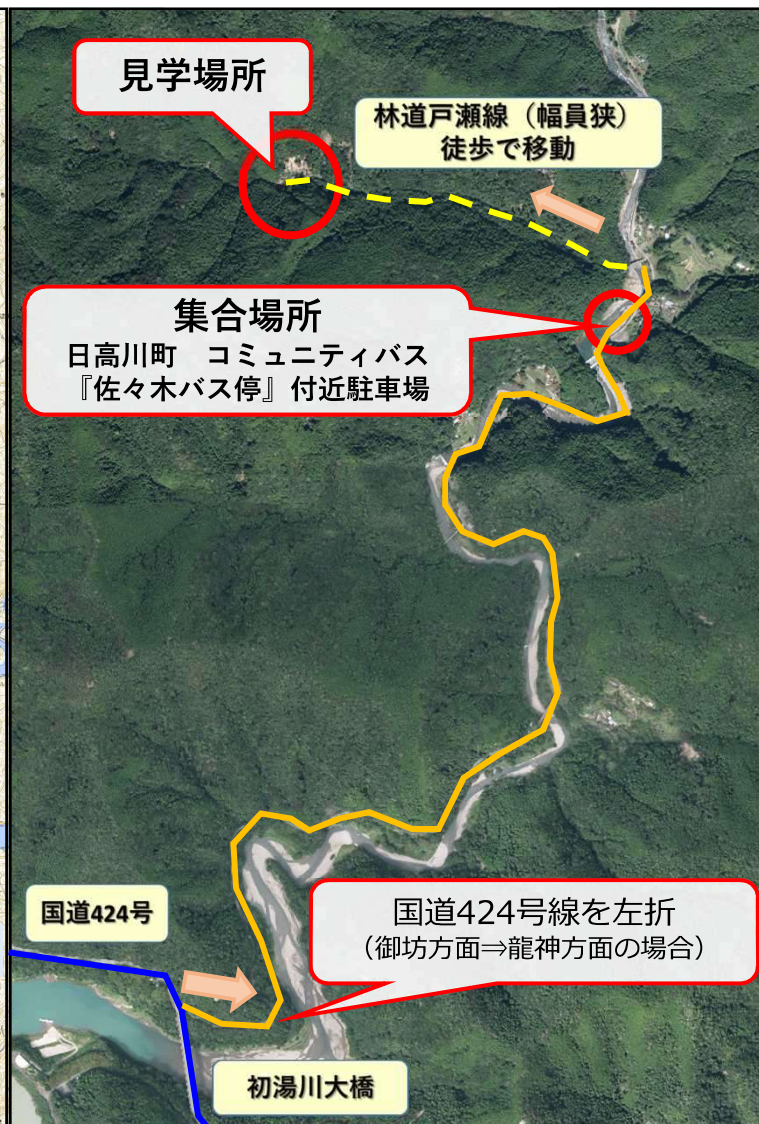 見学場所
林道戸瀬線（幅員狭）
徒歩で移動
集合場所
日高川町　コミュニティバス
『佐々木バス停』付近駐車場
国道424号
国道424号線を左折
（御坊方面⇒龍神方面の場合）
初湯川大橋